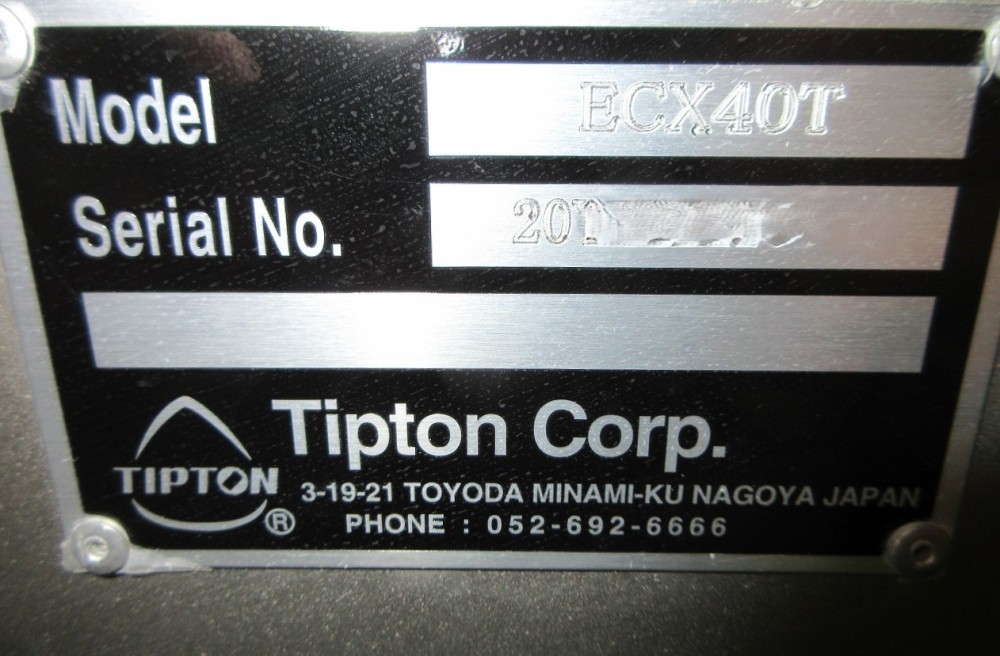 Model ECX40T
Serial No. 20
Tipton Corp.
TIPTON ®
3-19-21 TOYODA MINAMI-KU NAGOYA JAPAN
PHONE : 052-692-6666